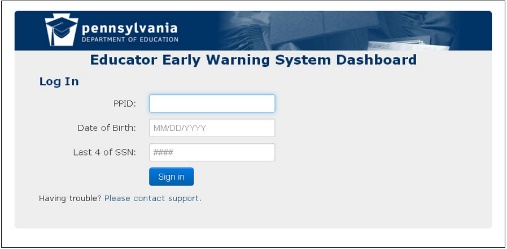 pennsylvania
DEPARTMENT OF EDUCATION
Educator Early Warning System Dashboard
Log In
PPID:
Date of Birth: MM/DD/YYYY
Last 4 of SSN: ####
Sign in
Having trouble? Please contact support.